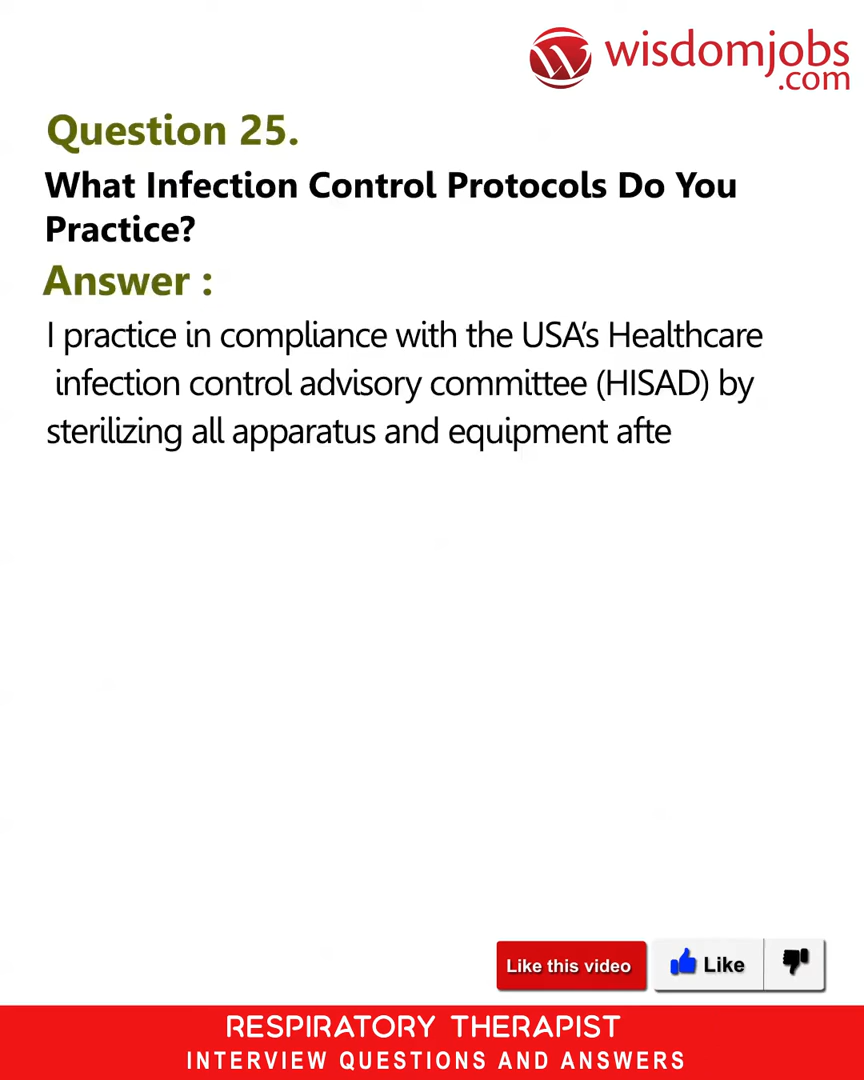 wisdomjobs
.com
Question 25.
What Infection Control Protocols Do You
Practice?
Answer :
I practice in compliance with the USA's Healthcare
infection control advisory committee (HISAD) by
sterilizing all apparatus and equipment afte
Like this video
Like
RESPIRATORY THERAPIST
INTERVIEW QUESTIONS AND ANSWERS